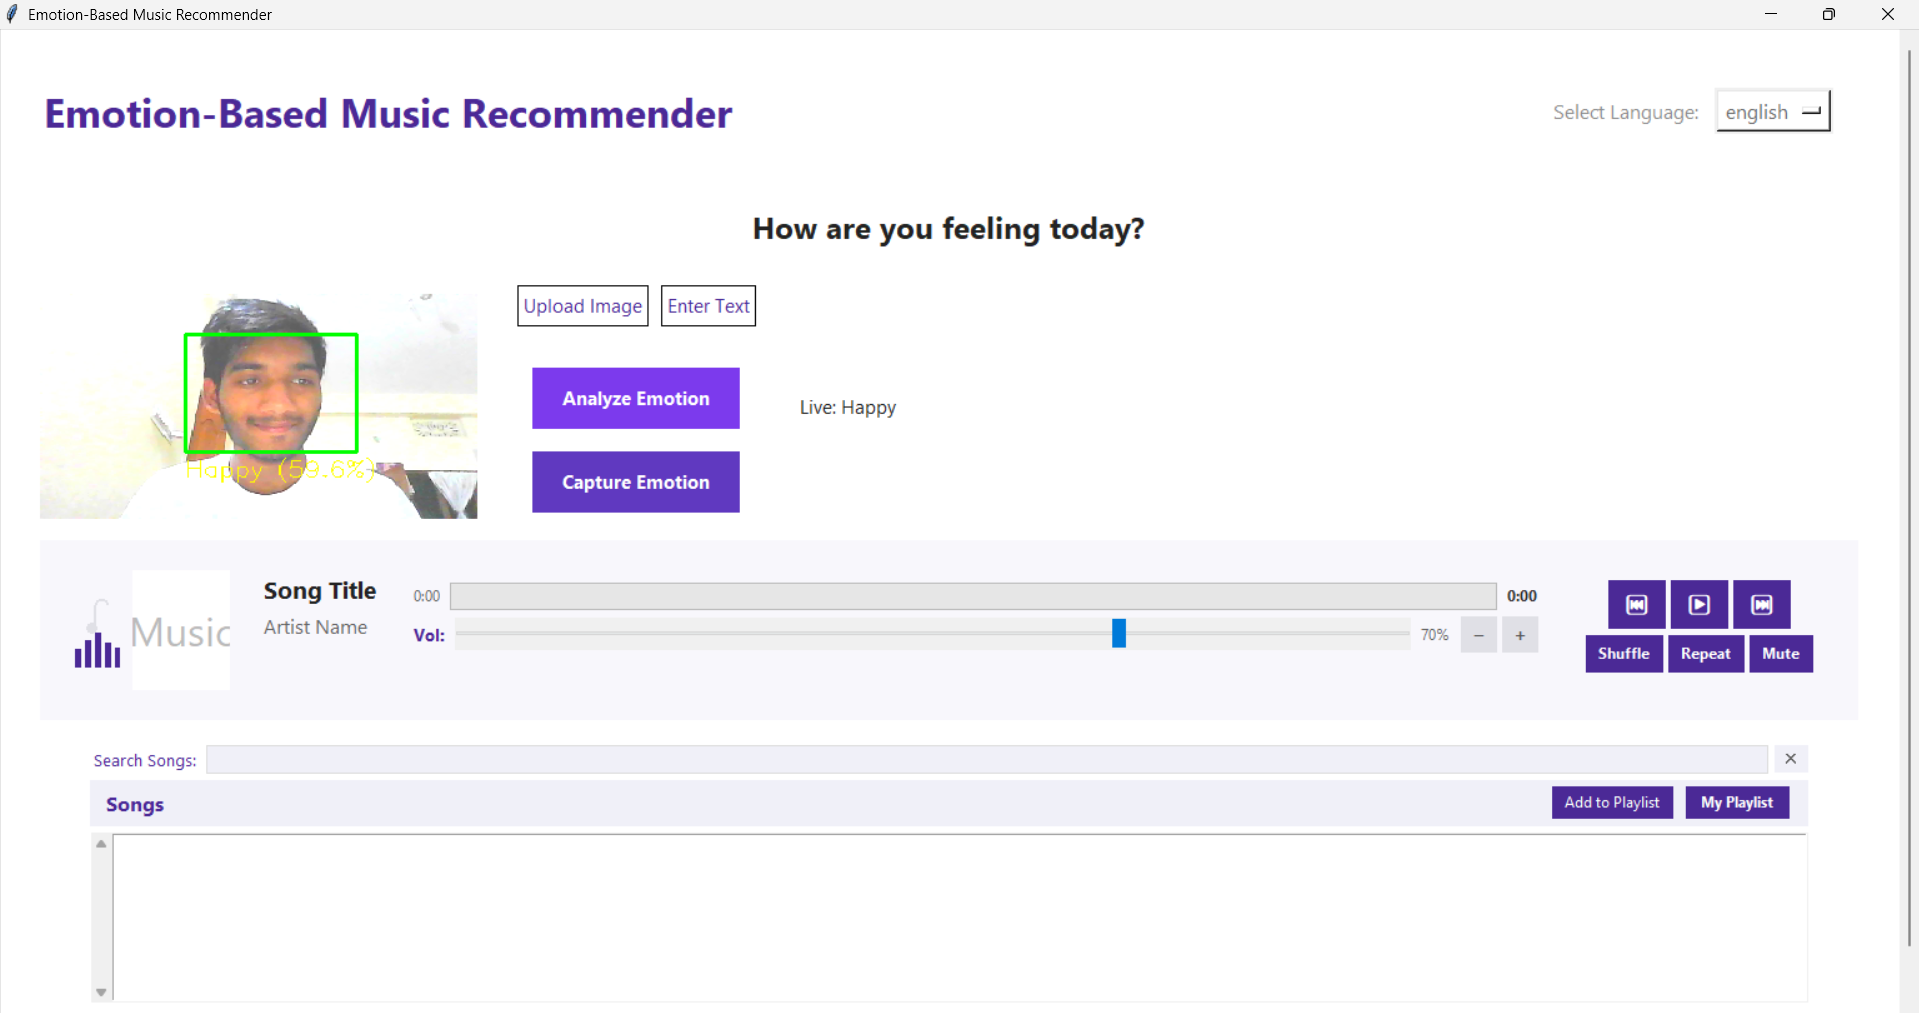 Emotion-Based Music Recommender
Emotion-Based Music Recommender
Select Language: english
How are you feeling today?
Upload Image Enter Text
Analyze Emotion
Live: Happy
Happy (59.6%)
Capture Emotion
Song Title
0:00 0:00
Music
Artist Name
Vol: 70% − +
Shuffle Repeat Mute
Search Songs: ✕
Songs
Add to Playlist My Playlist